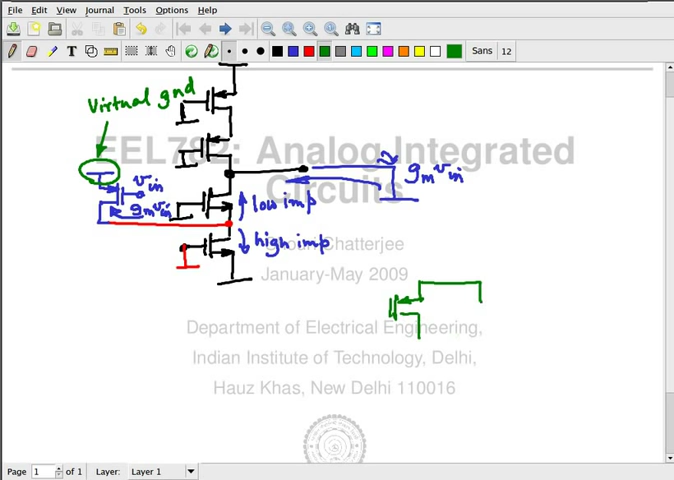 File Edit View Journal Tools Options Help
Sans 12
Virtual gnd
EEL782: Analog Integrated
Circuits
vin
gmvin
gmvin
low imp
high imp
Chatterjee
January-May 2009
Department of Electrical Engineering,
Indian Institute of Technology, Delhi,
Hauz Khas, New Delhi 110016
Page 1 of 1 Layer: Layer 1